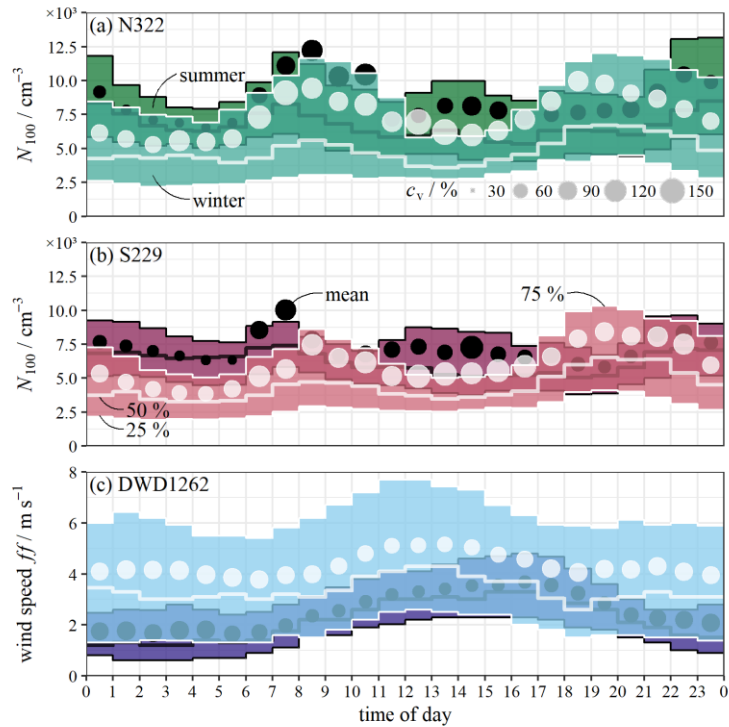 ×10³
(a) N322
12.5
10.0
7.5
5.0
2.5
0
N₁₀₀ / cm⁻³
summer
winter
cᵥ / % 30 60 90 120 150
×10³
(b) S229
12.5
10.0
7.5
5.0
2.5
0
N₁₀₀ / cm⁻³
mean
75 %
50 %
25 %
(c) DWD1262
8
6
4
2
0
wind speed ff / m s⁻¹
0 1 2 3 4 5 6 7 8 9 10 11 12 13 14 15 16 17 18 19 20 21 22 23 0
time of day